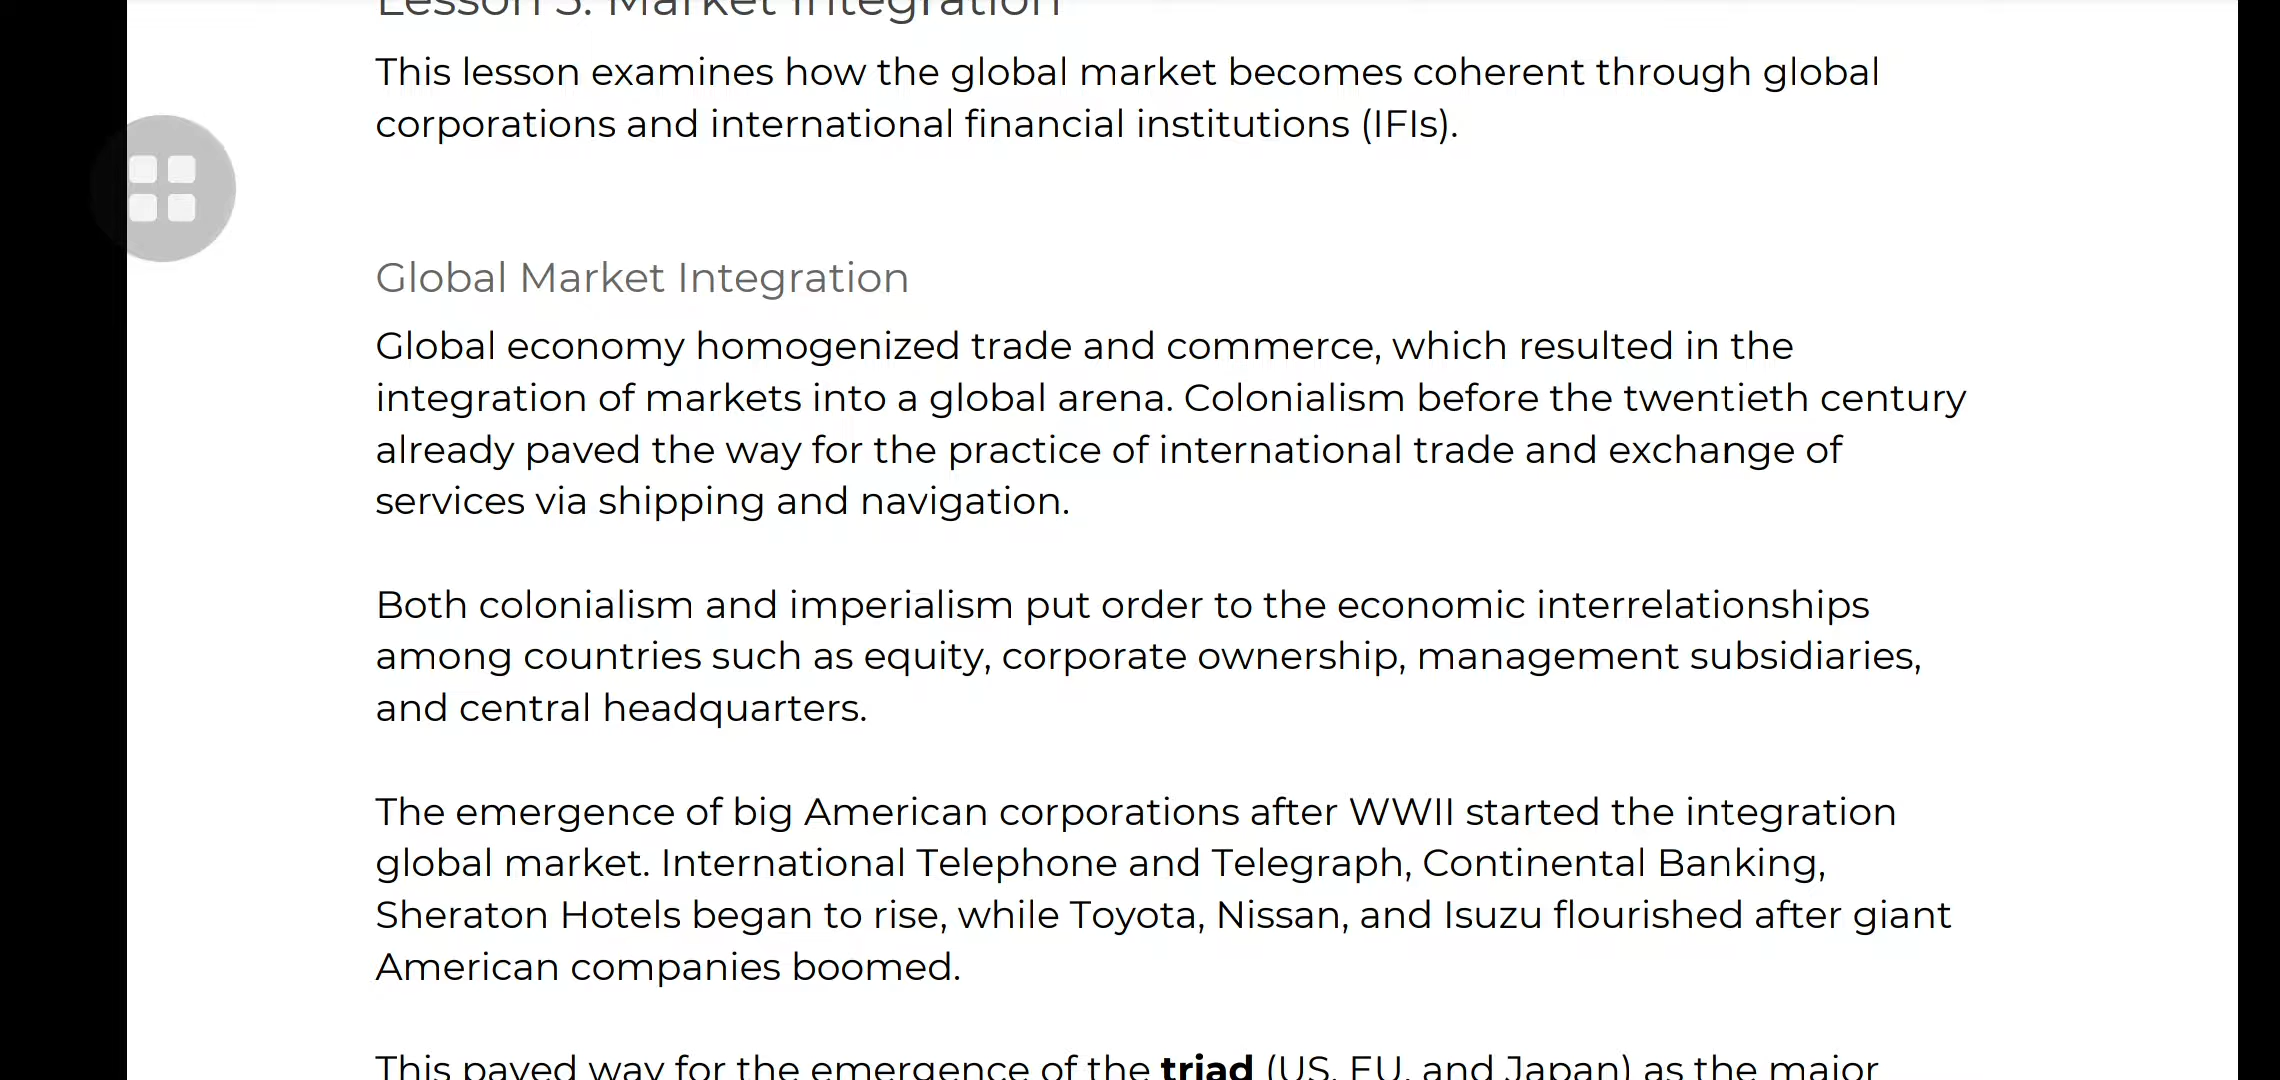 Lesson 3: Market Integration
This lesson examines how the global market becomes coherent through global
corporations and international financial institutions (IFIs).
Global Market Integration
Global economy homogenized trade and commerce, which resulted in the
integration of markets into a global arena. Colonialism before the twentieth century
already paved the way for the practice of international trade and exchange of
services via shipping and navigation.
Both colonialism and imperialism put order to the economic interrelationships
among countries such as equity, corporate ownership, management subsidiaries,
and central headquarters.
The emergence of big American corporations after WWII started the integration
global market. International Telephone and Telegraph, Continental Banking,
Sheraton Hotels began to rise, while Toyota, Nissan, and Isuzu flourished after giant
American companies boomed.
This paved way for the emergence of the triad (US, EU, and Japan) as the major